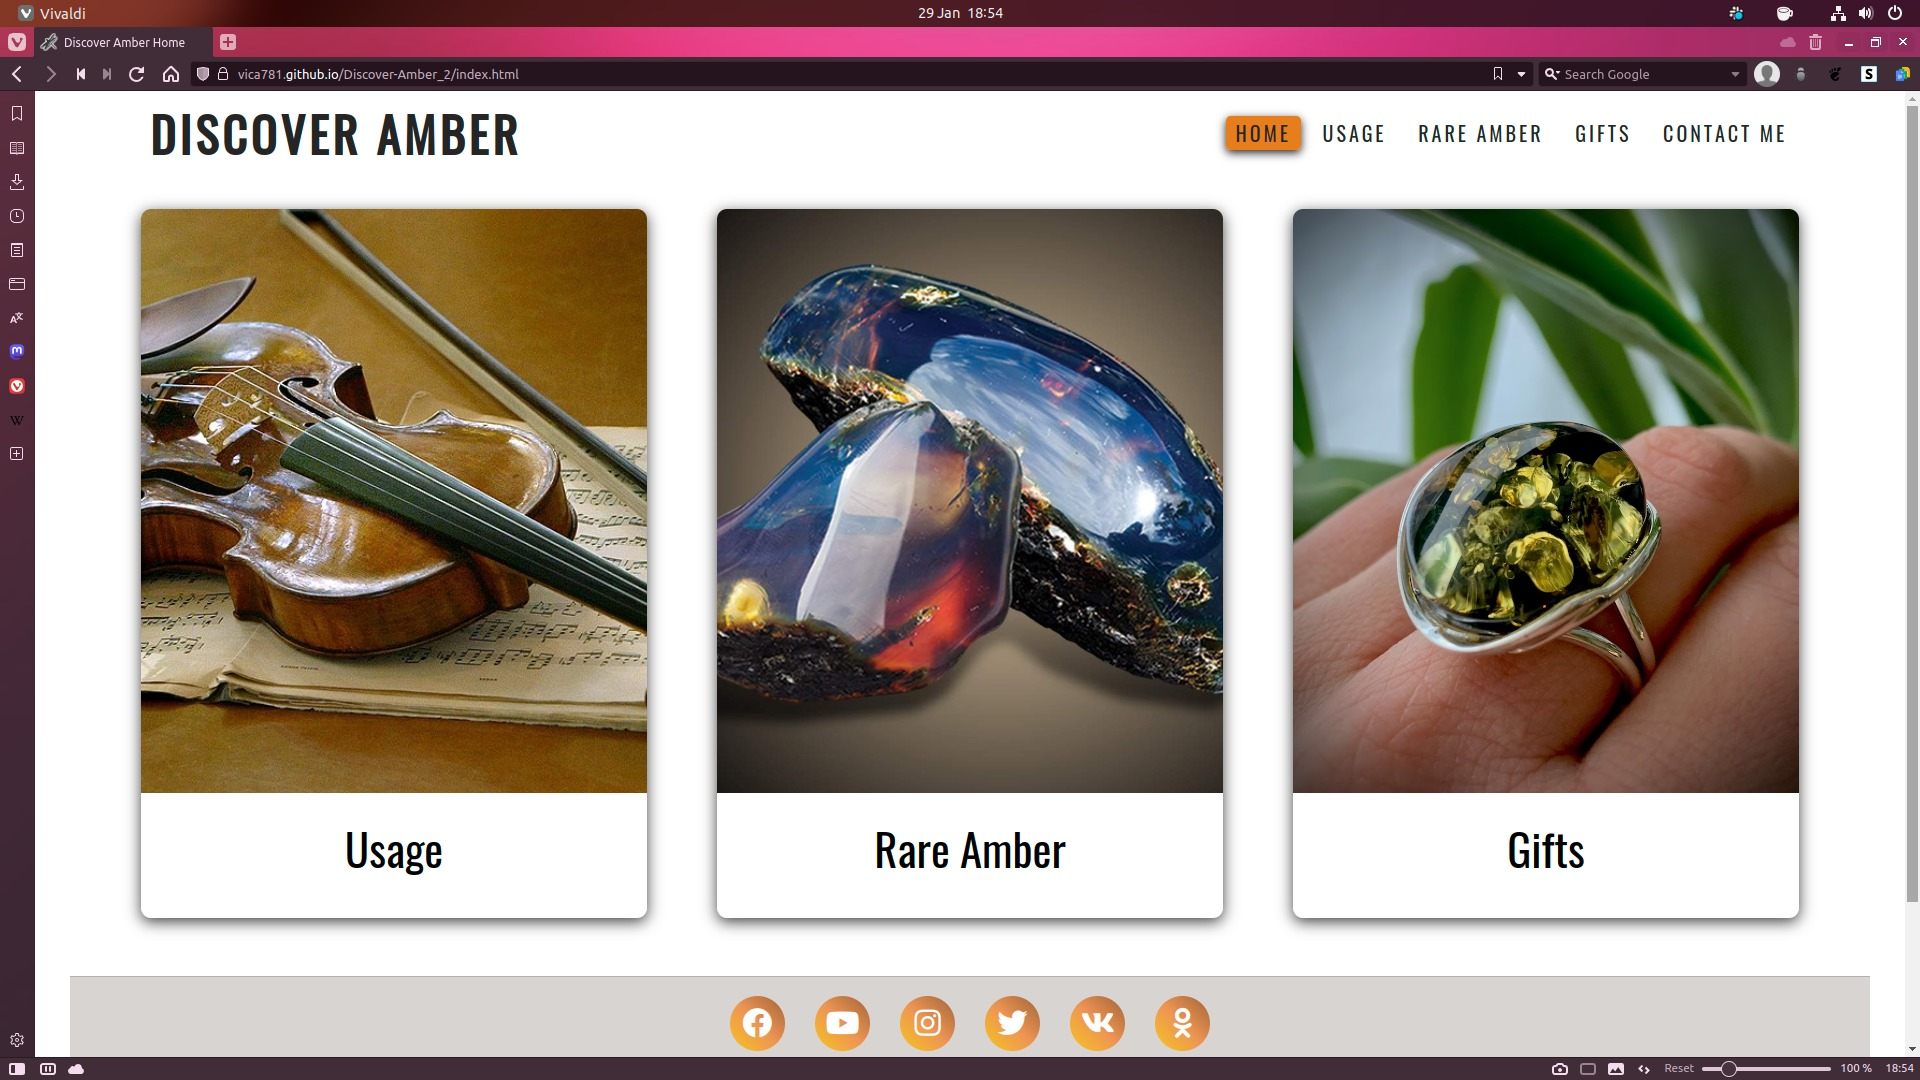 Vivaldi
29 Jan 18:54
Discover Amber Home
vica781.github.io/Discover-Amber_2/index.html
Search Google
S
DISCOVER AMBER
HOME
USAGE
RARE AMBER
GIFTS
CONTACT ME
W
Usage
Rare Amber
Gifts
Reset
100 %
18:54